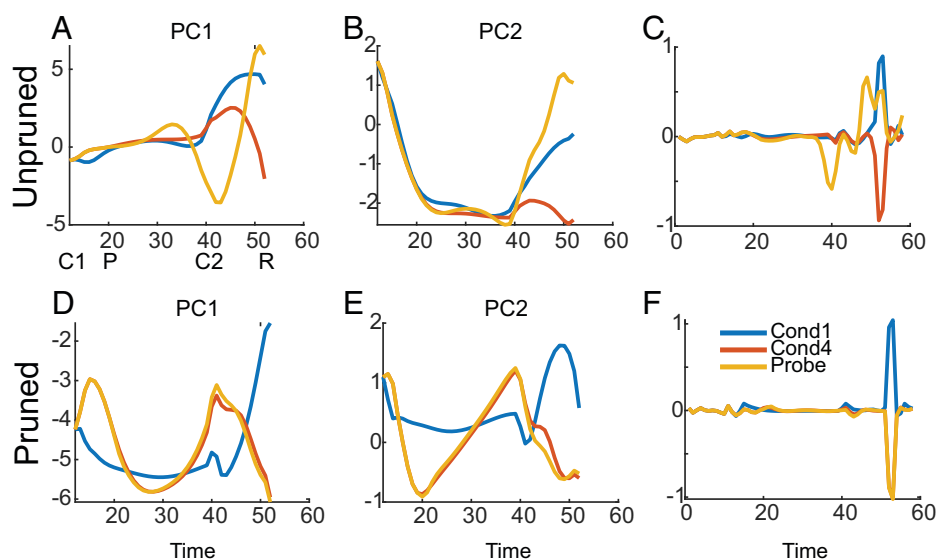 A PC1
B PC2
C
Unpruned
5
0
-5
20 30 40 50 60
C1 P C2 R
2
1
0
-1
-2
20 30 40 50 60
1
0
-1
0 20 40 60
D PC1
E PC2
F
Pruned
-2
-3
-4
-5
-6
20 30 40 50 60
Time
2
1
0
-1
20 30 40 50 60
Time
1
0
-1
0 20 40 60
Time
Cond1
Cond4
Probe